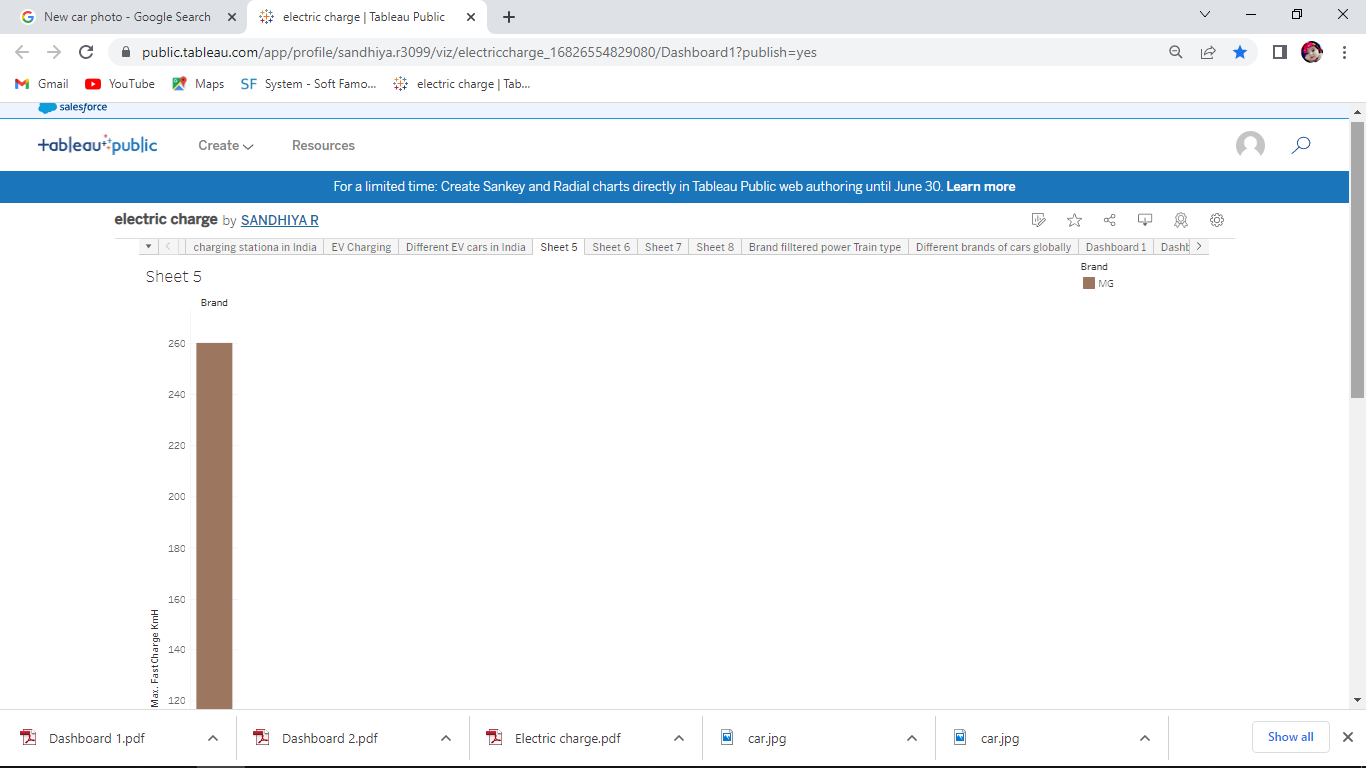 New car photo - Google Search
electric charge | Tableau Public
public.tableau.com/app/profile/sandhiya.r3099/viz/electriccharge_16826554829080/Dashboard1?publish=yes
Gmail YouTube Maps SF System - Soft Famo... electric charge | Tab...
salesforce
tableau public Create Resources
For a limited time: Create Sankey and Radial charts directly in Tableau Public web authoring until June 30. Learn more
electric charge by SANDHIYA R
charging stationa in India EV Charging Different EV cars in India Sheet 5 Sheet 6 Sheet 7 Sheet 8 Brand filltered power Train type Different brands of cars globally Dashboard 1 Dashb
Sheet 5
Brand
MG
Brand
260
240
220
200
180
160
140
120
Max. FastCharge KmH
Dashboard 1.pdf Dashboard 2.pdf Electric charge.pdf car.jpg car.jpg Show all